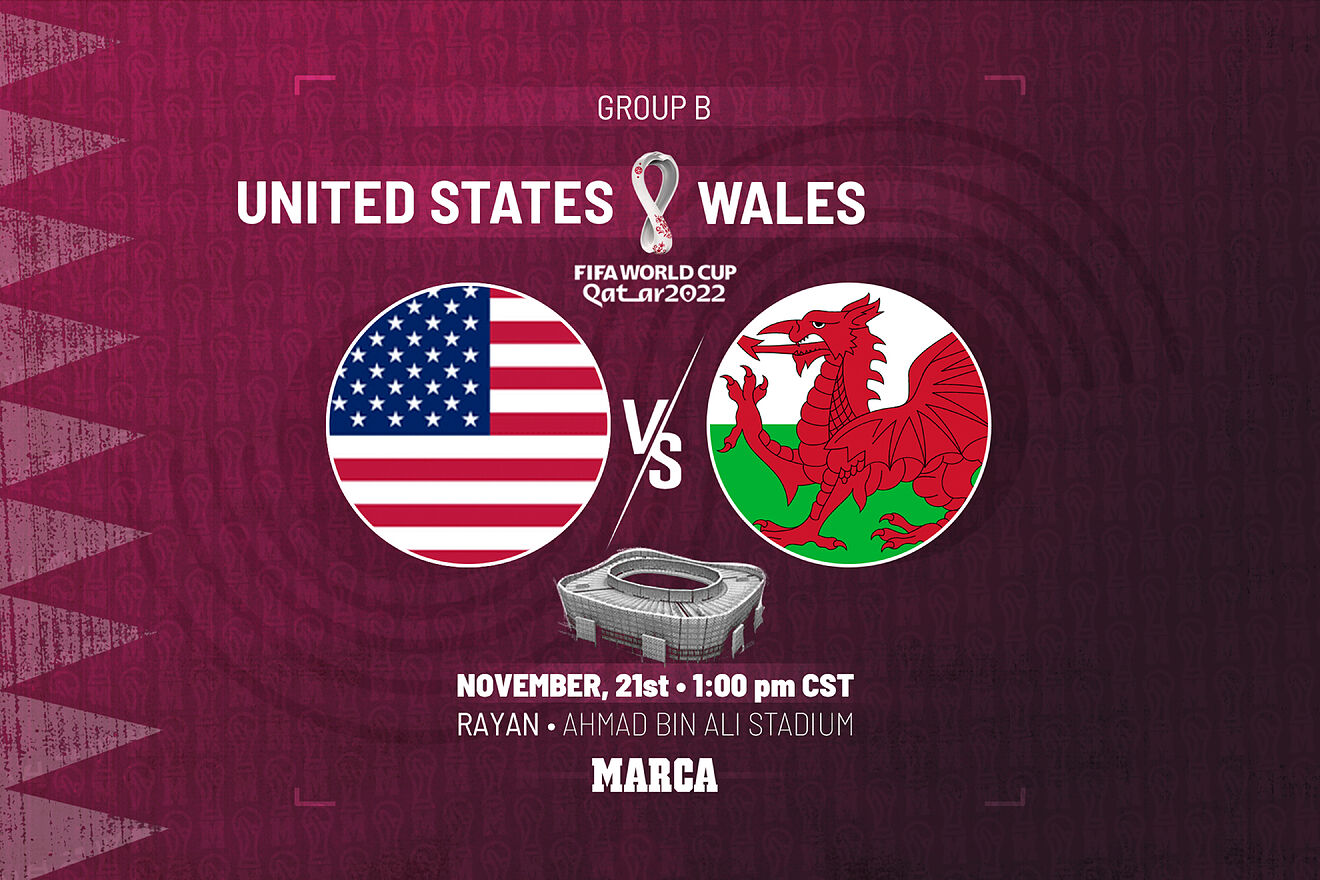 GROUP B
UNITED STATES WALES
FIFA WORLD CUP
Qatar2022
VS
NOVEMBER, 21st • 1:00 pm CST
RAYAN • AHMAD BIN ALI STADIUM
MARCA